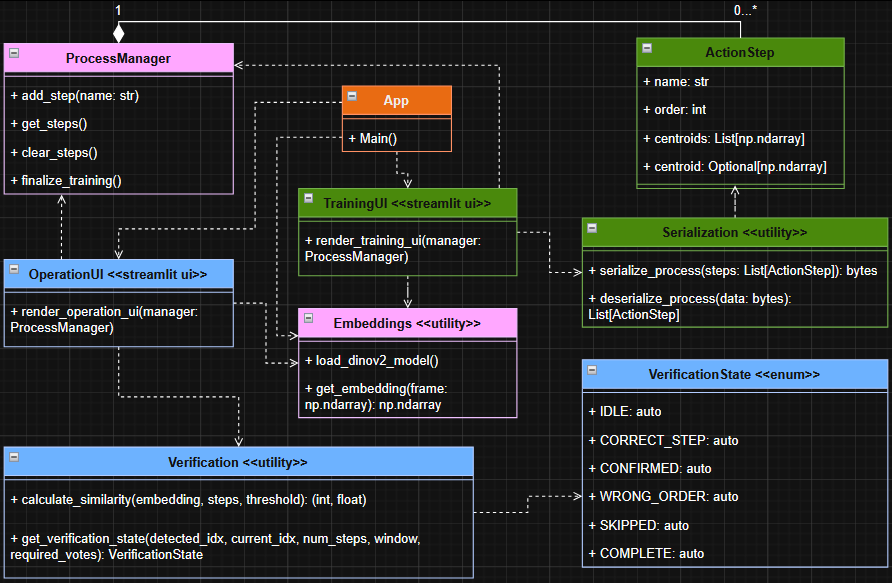 1
0...*
ProcessManager
+ add_step(name: str)
+ get_steps()
+ clear_steps()
+ finalize_training()
App
+ Main()
ActionStep
+ name: str
+ order: int
+ centroids: List[np.ndarray]
+ centroid: Optional[np.ndarray]
TrainingUI <<streamlit ui>>
+ render_training_ui(manager:
ProcessManager)
Serialization <<utility>>
+ serialize_process(steps: List[ActionStep]): bytes
+ deserialize_process(data: bytes):
List[ActionStep]
OperationUI <<streamlit ui>>
+ render_operation_ui(manager:
ProcessManager)
Embeddings <<utility>>
+ load_dinov2_model()
+ get_embedding(frame:
np.ndarray): np.ndarray
VerificationState <<enum>>
+ IDLE: auto
+ CORRECT_STEP: auto
+ CONFIRMED: auto
+ WRONG_ORDER: auto
+ SKIPPED: auto
+ COMPLETE: auto
Verification <<utility>>
+ calculate_similarity(embedding, steps, threshold): (int, float)
+ get_verification_state(detected_idx, current_idx, num_steps, window,
required_votes): VerificationState